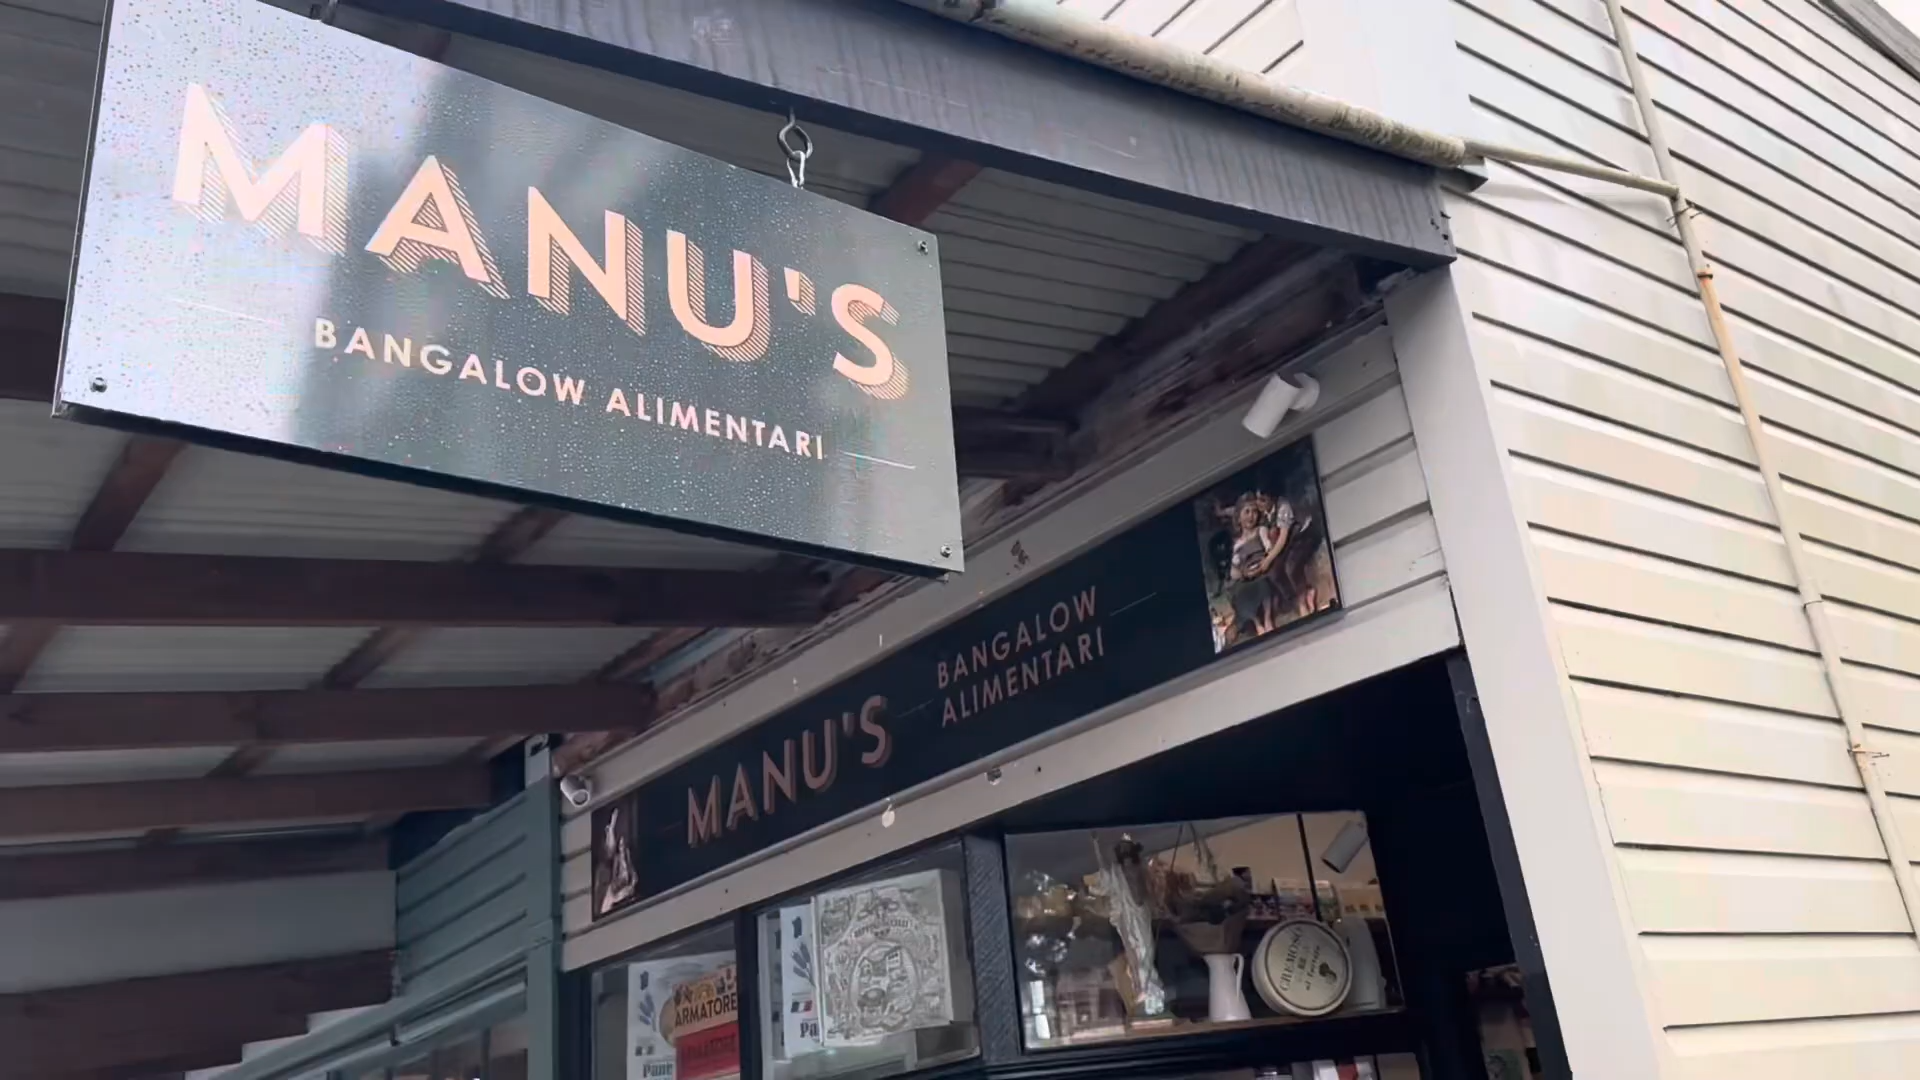 MANU'S
BANGALOW ALIMENTARI
MANU'S
BANGALOW
ALIMENTARI
ARMATORE
CREMOSO